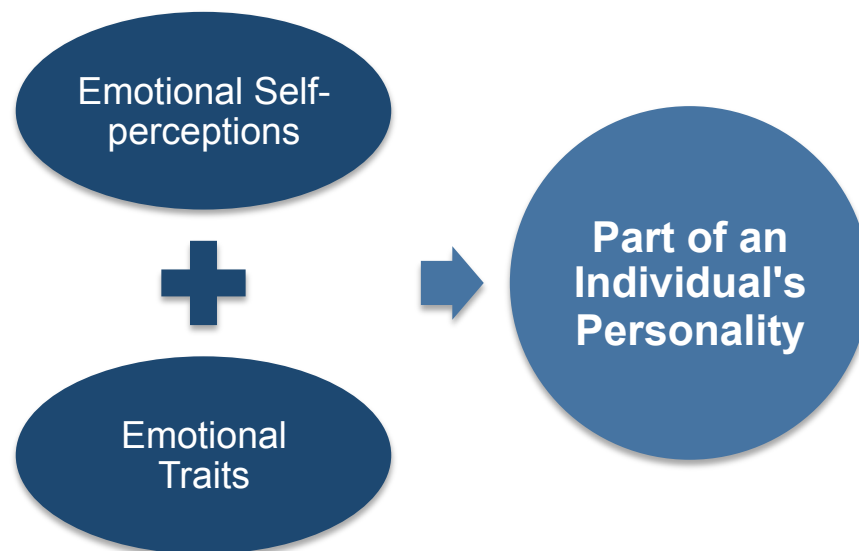 Emotional Self-
perceptions
Emotional
Traits
Part of an
Individual's
Personality